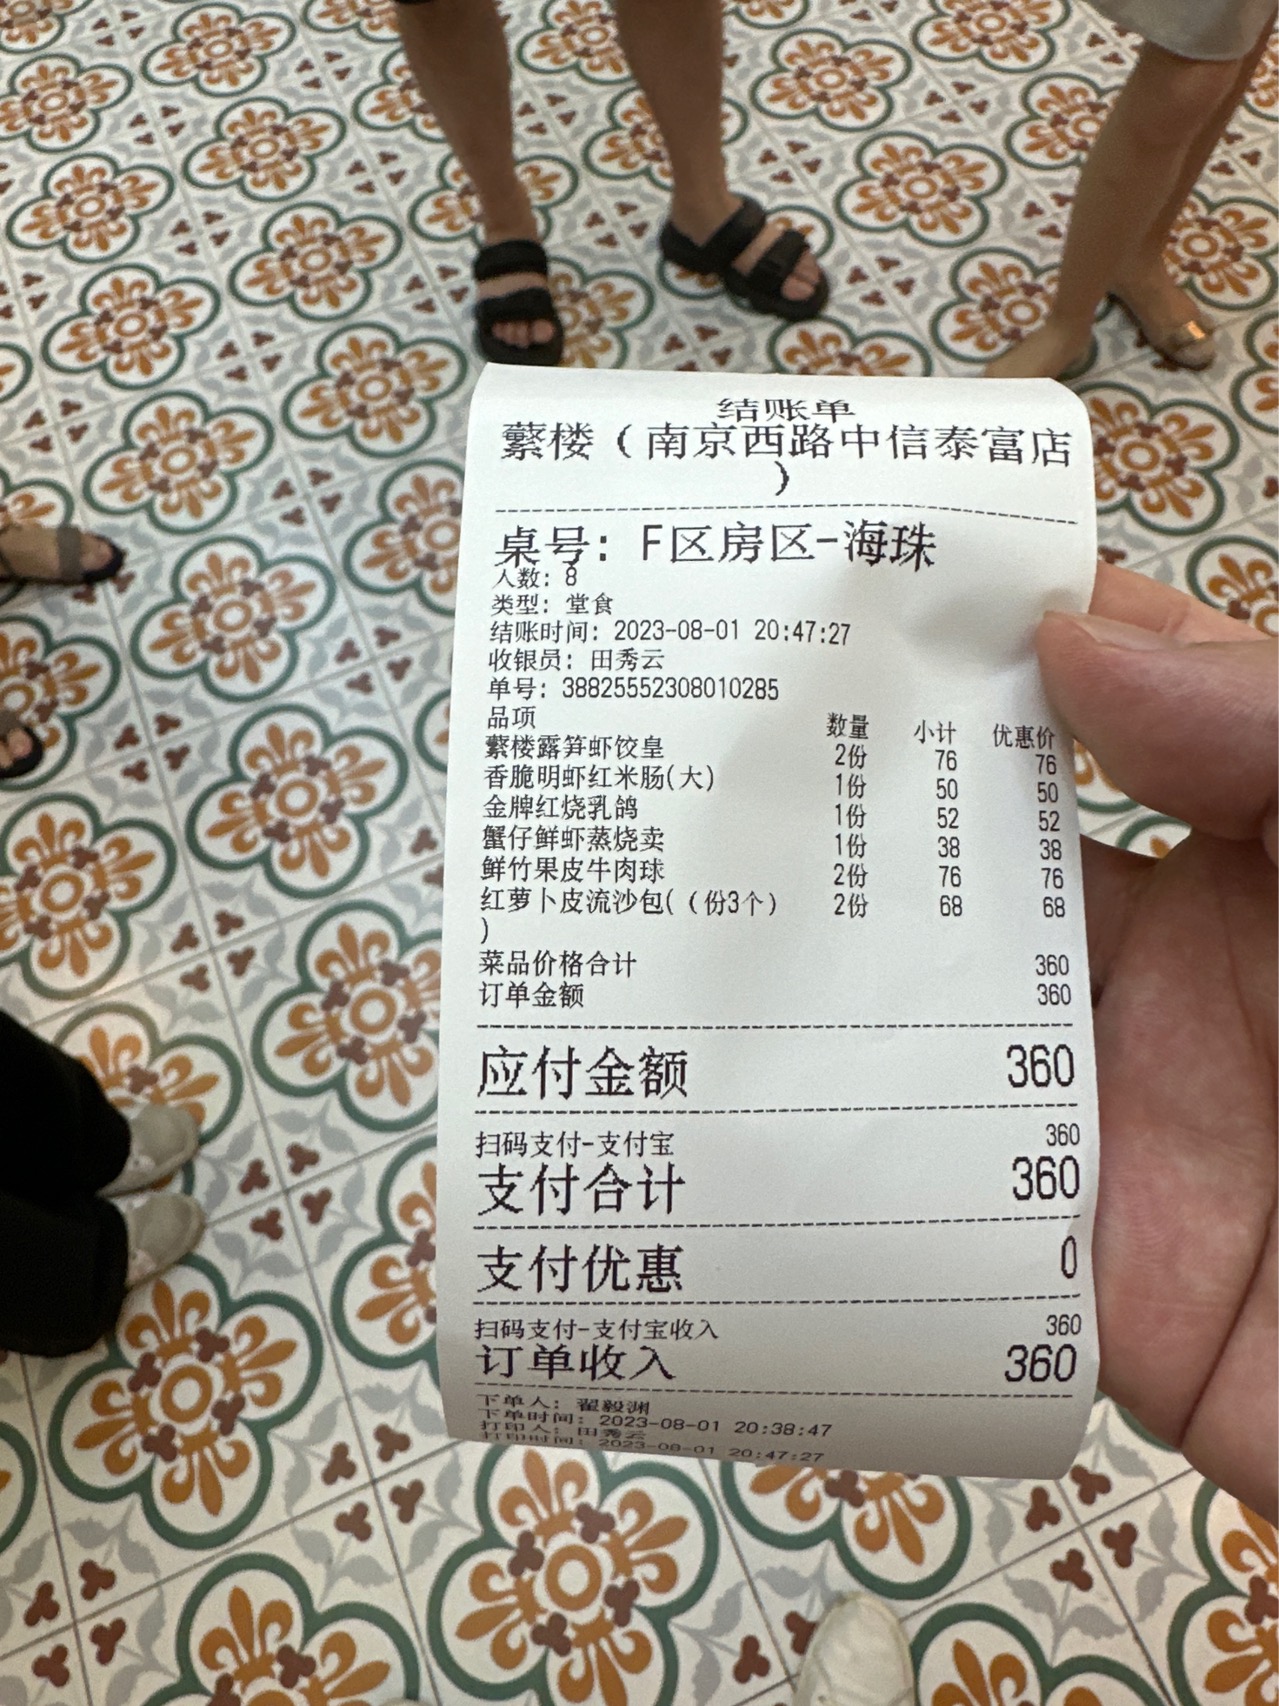 结账单
蘩楼（南京西路中信泰富店
）
桌号: F区房区-海珠
人数: 8
类型: 堂食
结账时间: 2023-08-01 20:47:27
收银员: 田秀云
单号: 38825552308010285
品项 数量 小计 优惠价
蘩楼露笋虾饺皇 2份 76 76
香脆明虾红米肠(大) 1份 50 50
金牌红烧乳鸽 1份 52 52
蟹仔鲜虾蒸烧卖 1份 38 38
鲜竹果皮牛肉球 2份 76 76
红萝卜皮流沙包(（份3个） 2份 68 68
)
菜品价格合计 360
订单金额 360
应付金额 360
扫码支付-支付宝 360
支付合计 360
支付优惠 0
扫码支付-支付宝收入 360
订单收入 360
下单人: 翟毅渊
下单时间: 2023-08-01 20:38:47
打印人: 田秀云
打印时间: 2023-08-01 20:47:27